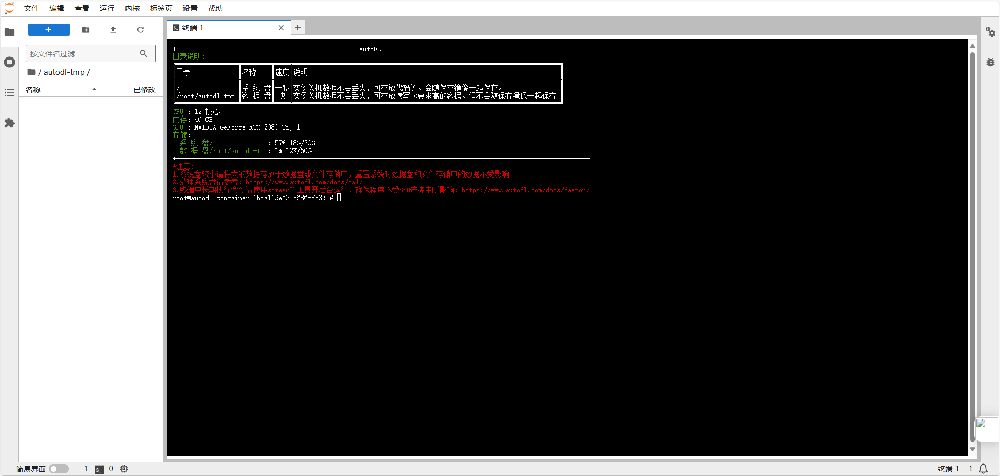 文件 编辑 查看 运行 内核 标签页 设置 帮助
终端 1
按文件名过滤
/ autodl-tmp /
名称 已修改
AutoDL
目录说明:
目录 名称 速度 说明
/ 系 统 盘 一般 实例关机数据不会丢失，可存放代码等。会随保存镜像一起保存。
/root/autodl-tmp 数 据 盘 快 实例关机数据不会丢失，可存放读写IO要求高的数据。但不会随保存镜像一起保存
CPU : 12 核心
内存: 40 GB
GPU : NVIDIA GeForce RTX 2080 Ti, 1
存储:
系 统 盘/ : 57% 18G/30G
数 据 盘/root/autodl-tmp: 1% 12K/50G
*注意:
1.系统盘较小请将大的数据存放于数据盘或文件存储中，重置系统时数据盘和文件存储中的数据不受影响
2.清理系统盘请参考: https://www.autodl.com/docs/qa1/
3.终端中长期执行命令请使用screen等工具开后台运行，确保程序不受SSH连接中断影响: https://www.autodl.com/docs/daemon/
root@autodl-container-1bda119e52-c686ffd3:~#
简易界面 1 $_ 0 终端 1 1